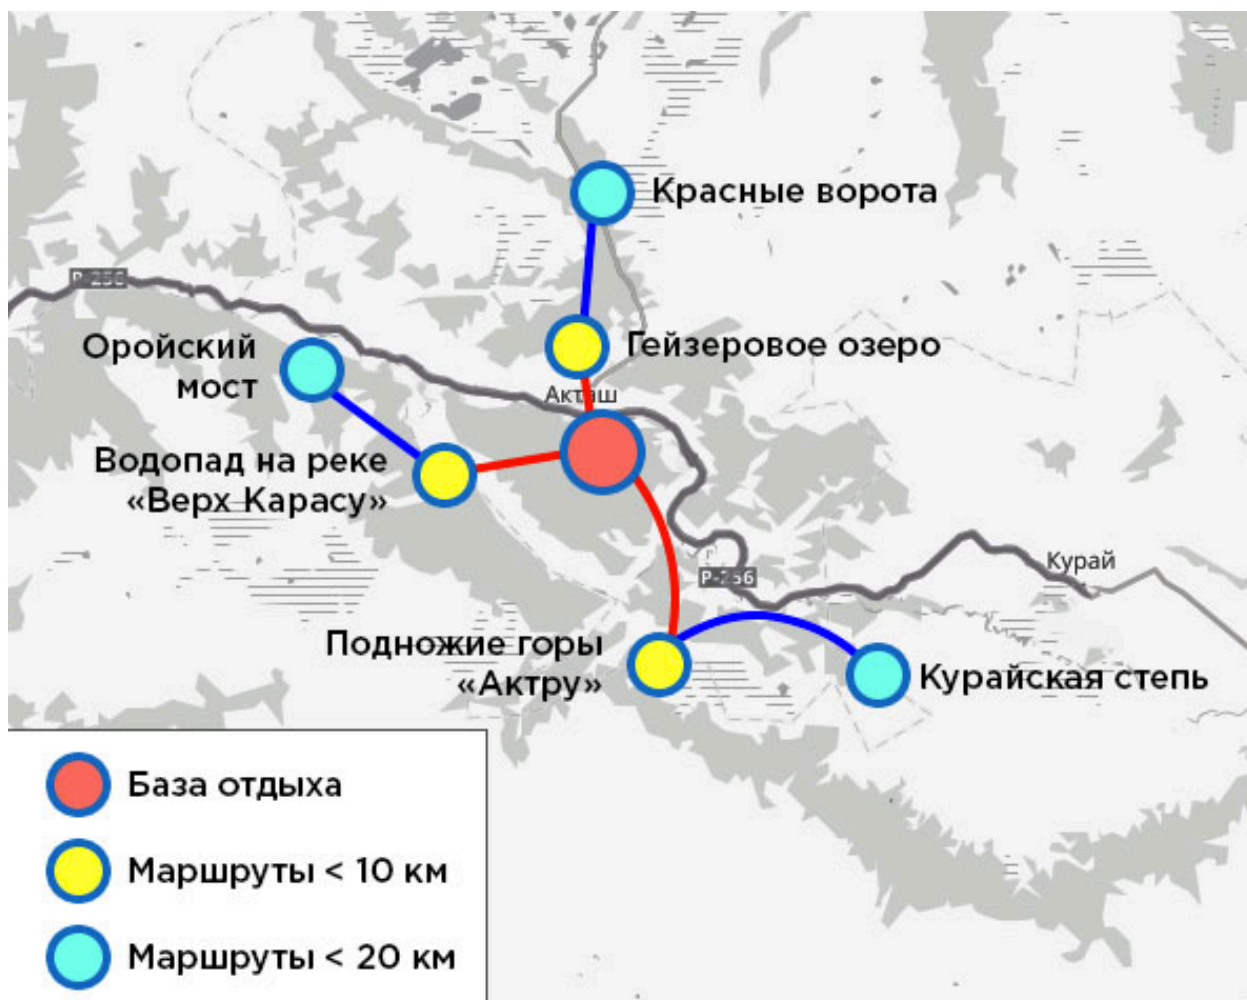 Красные ворота
Р-256
Оройский
мост
Гейзеровое озеро
Акташ
Водопад на реке
«Верх Карасу»
Курай
Р-256
Подножие горы
«Актру»
Курайская степь
База отдыха
Маршруты < 10 км
Маршруты < 20 км